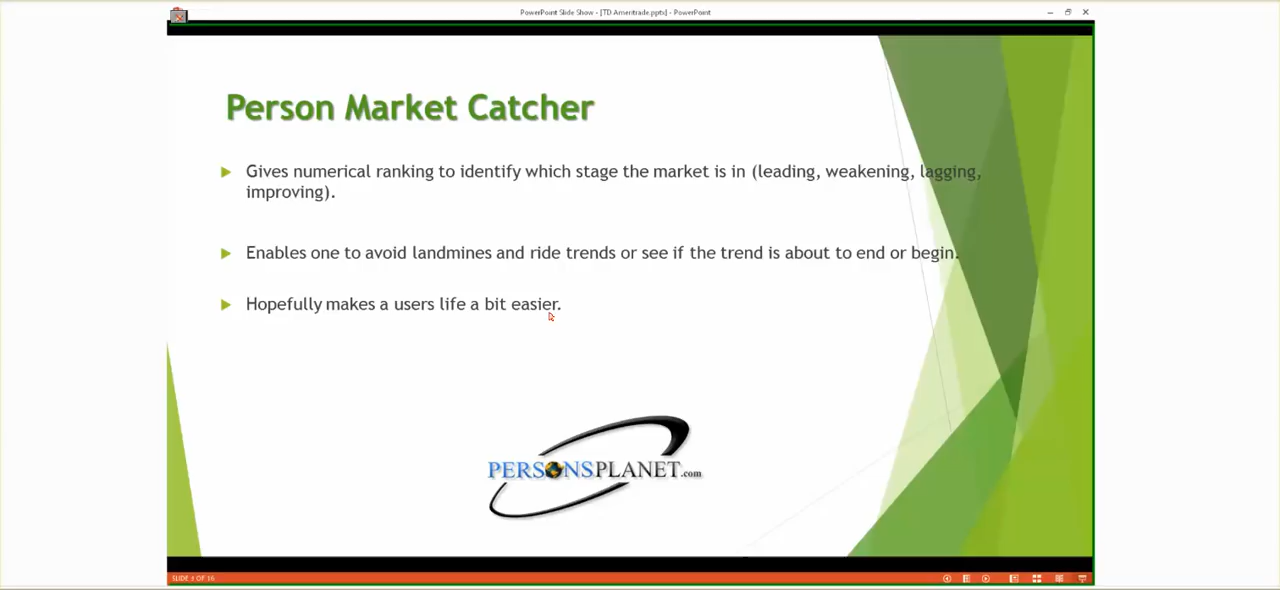 PowerPoint Slide Show - [TD Ameritrade.pptx] - PowerPoint
Person Market Catcher
Gives numerical ranking to identify which stage the market is in (leading, weakening, lagging,
improving).
Enables one to avoid landmines and ride trends or see if the trend is about to end or begin.
Hopefully makes a users life a bit easier.
PERSONSPLANET.com
SLIDE 3 OF 16